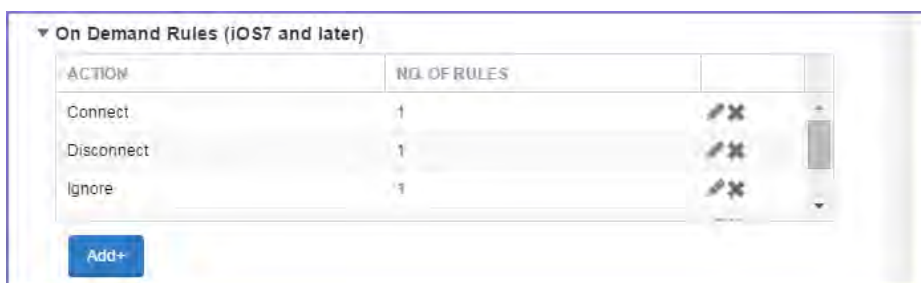 On Demand Rules (iOS7 and later)
ACTION NO. OF RULES
Connect 1
Disconnect 1
Ignore 1
Add+